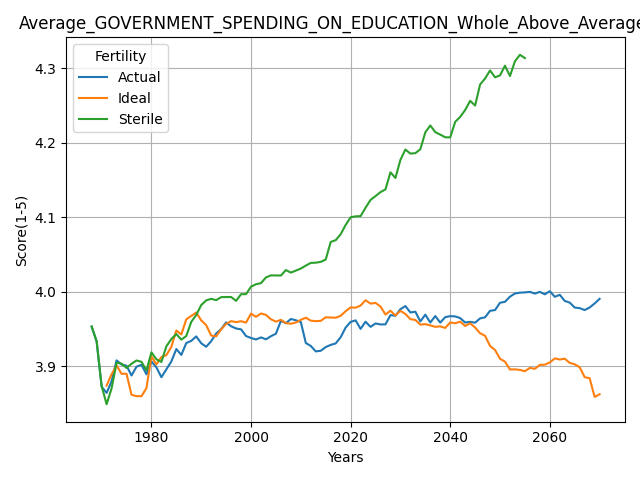 Average_GOVERNMENT_SPENDING_ON_EDUCATION_Whole_Above_Average
Fertility
Actual
Ideal
Sterile
4.3
4.2
4.1
4.0
3.9
Score(1-5)
1980
2000
2020
2040
2060
Years